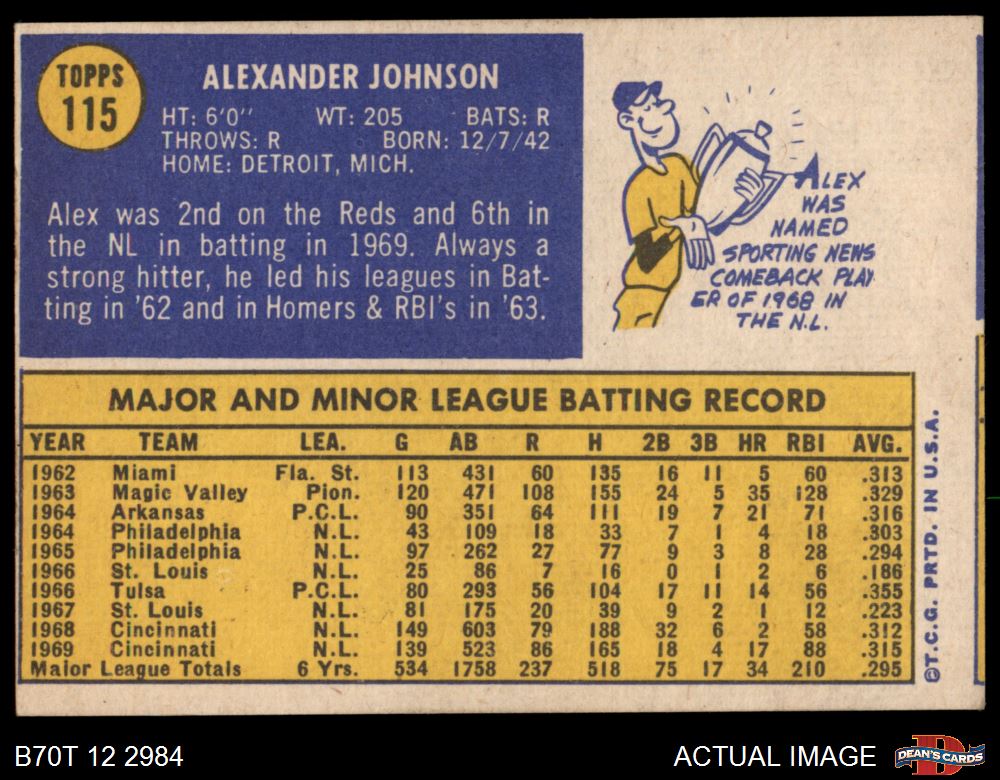 TOPPS
115
ALEXANDER JOHNSON
HT: 6'0" WT: 205 BATS: R
THROWS: R BORN: 12/7/42
HOME: DETROIT, MICH.
Alex was 2nd on the Reds and 6th in
the NL in batting in 1969. Always a
strong hitter, he led his leagues in Bat-
ting in '62 and in Homers & RBI's in '63.
ALEX
WAS
NAMED
SPORTING NEWS
COMEBACK PLAY
ER OF 1968 IN
THE N.L.
MAJOR AND MINOR LEAGUE BATTING RECORD
YEAR TEAM LEA. G AB R H 2B 3B HR RBI AVG.
1962 Miami Fla. St. 113 431 60 135 16 11 5 60 .313
1963 Magic Valley Pion. 120 471 108 155 24 5 35 128 .329
1964 Arkansas P.C.L. 90 351 64 111 19 7 21 71 .316
1964 Philadelphia N.L. 43 109 18 33 7 1 4 18 .303
1965 Philadelphia N.L. 97 262 27 77 9 3 8 28 .294
1966 St. Louis N.L. 25 86 7 16 0 1 2 6 .186
1966 Tulsa P.C.L. 80 293 56 104 17 11 14 56 .355
1967 St. Louis N.L. 81 175 20 39 9 2 1 12 .223
1968 Cincinnati N.L. 149 603 79 188 32 6 2 58 .312
1969 Cincinnati N.L. 139 523 86 165 18 4 17 88 .315
Major League Totals 6 Yrs. 534 1758 237 518 75 17 34 210 .295
©T.C.G. PRTD. IN U.S.A.
B70T 12 2984
ACTUAL IMAGE
D
DEAN'S CARDS